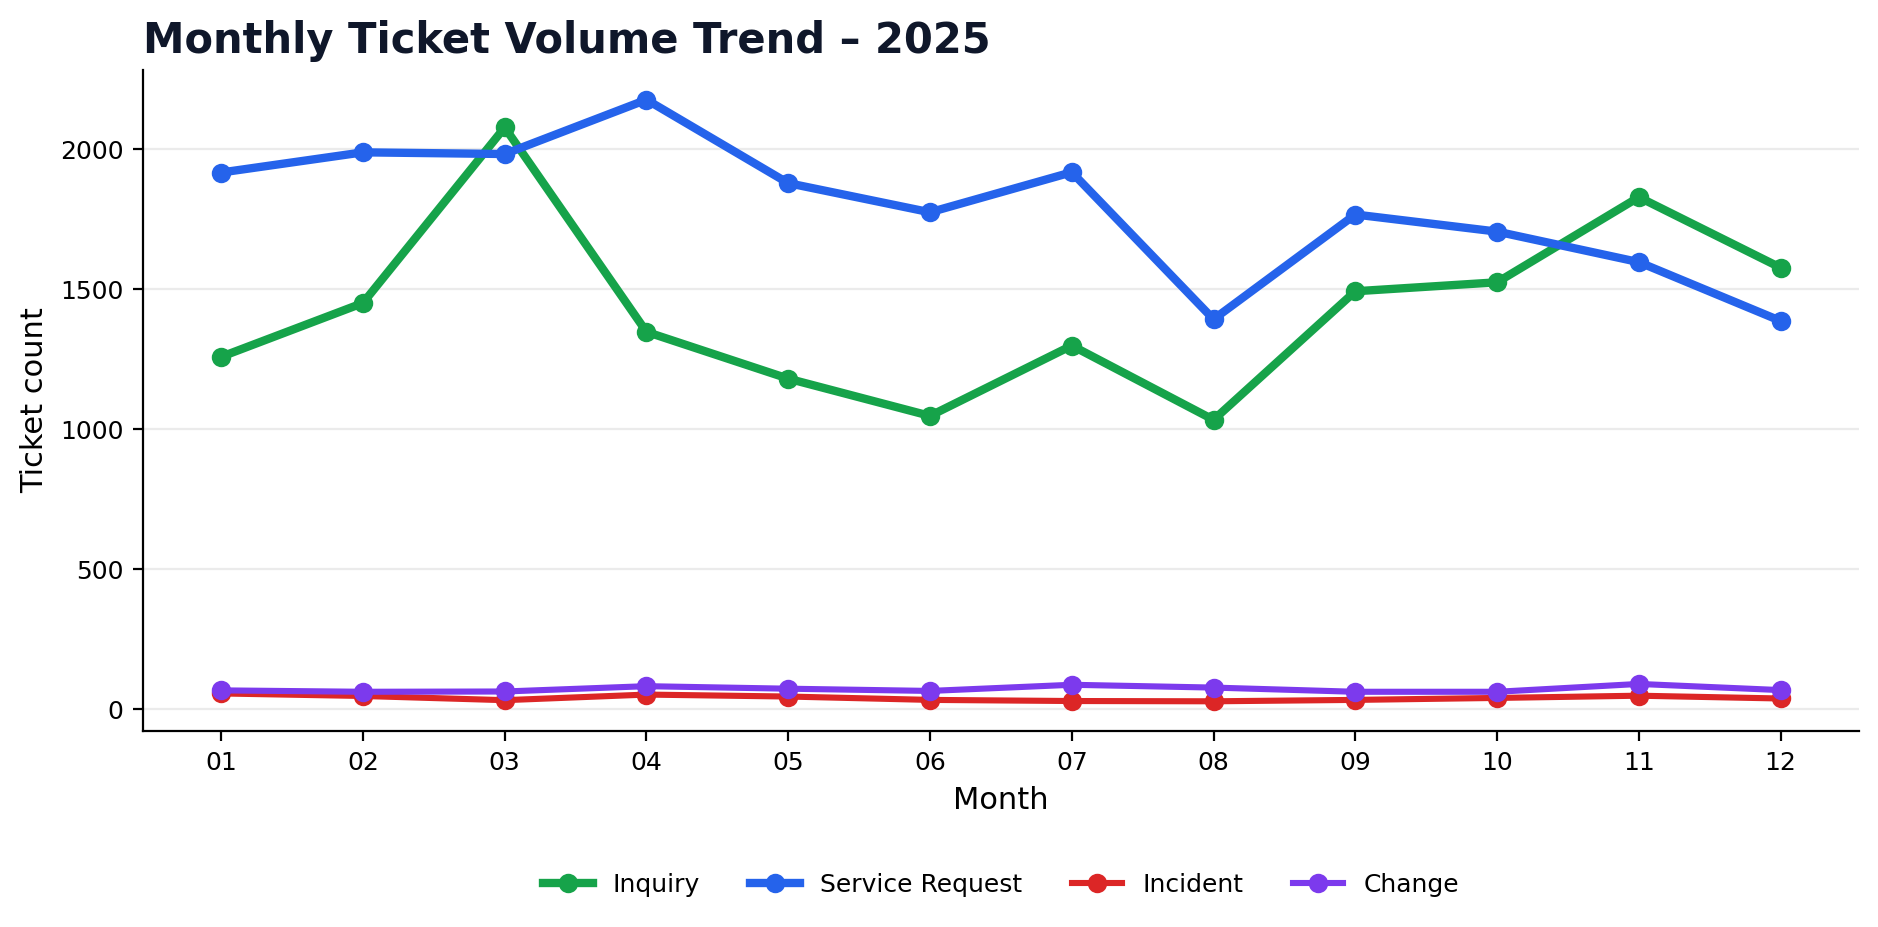 Monthly Ticket Volume Trend – 2025
Ticket count
2000
1500
1000
500
0
01 02 03 04 05 06 07 08 09 10 11 12
Month
Inquiry Service Request Incident Change